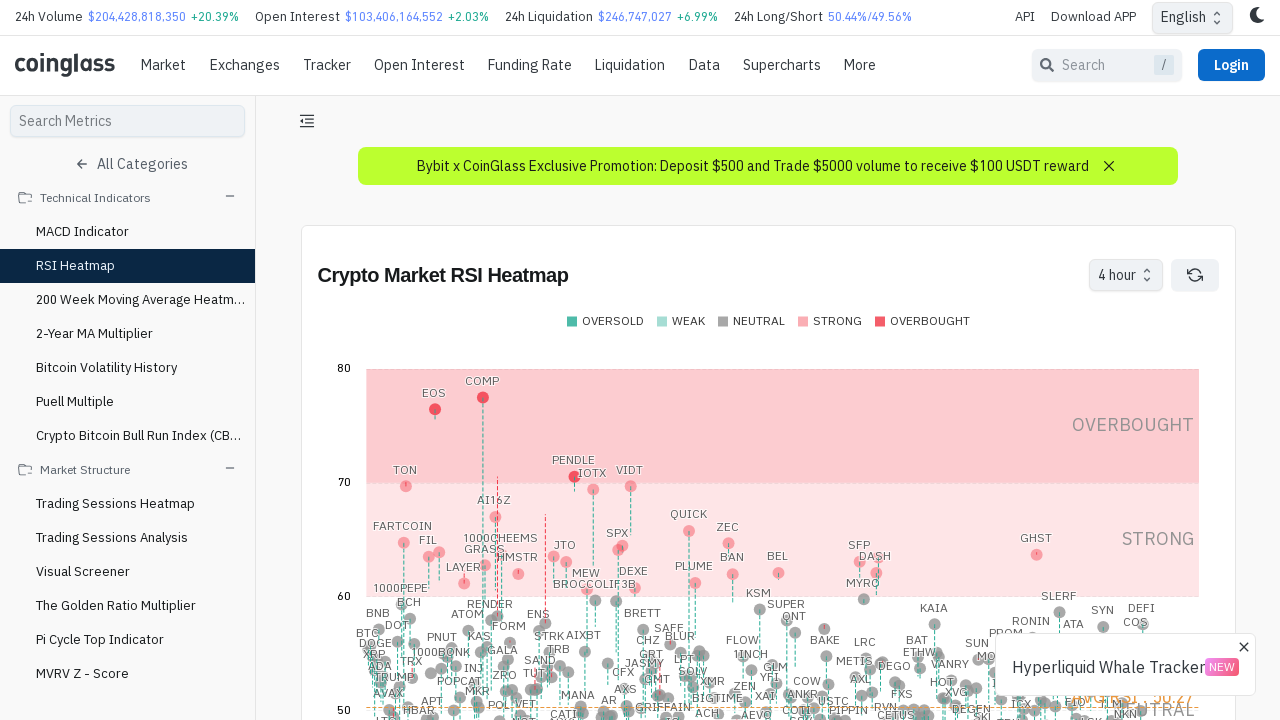 24h Volume $204,428,818,350 +20.39% Open Interest $103,406,164,552 +2.03% 24h Liquidation $246,747,027 +6.99% 24h Long/Short 50.44%/49.56% API Download APP English
coinglass Market Exchanges Tracker Open Interest Funding Rate Liquidation Data Supercharts More Search / Login
Search Metrics
All Categories
Technical Indicators
MACD Indicator
RSI Heatmap
200 Week Moving Average Heatm...
2-Year MA Multiplier
Bitcoin Volatility History
Puell Multiple
Crypto Bitcoin Bull Run Index (CB...
Market Structure
Trading Sessions Heatmap
Trading Sessions Analysis
Visual Screener
The Golden Ratio Multiplier
Pi Cycle Top Indicator
MVRV Z - Score
Bybit x CoinGlass Exclusive Promotion: Deposit $500 and Trade $5000 volume to receive $100 USDT reward
Crypto Market RSI Heatmap 4 hour
OVERSOLD WEAK NEUTRAL STRONG OVERBOUGHT
80
COMP
EOS
OVERBOUGHT
PENDLE
TON IOTX VIDT
70
AI16Z
QUICK
FARTCOIN ZEC
SPX
FIL 1000CHEEMS STRONG
GHST
GRASS JTO SFP
HMSTR BAN BEL DASH
LAYER MEW DEXE PLUME
1000PEPE BROCCOLIF3B MYRO
60
KSM SLERF
BCH RENDER SUPER
BNB ATOM ENS BRETT QNT KAIA SYN DEFI
DOT SAFF RONIN ATA COS
BTC PNUT KAS FORM STRK AIXBT CHZ BLUR FLOW BAKE LRC BAT SUN PROM
DOGE 1000BONK GALA TRB GRT 1INCH ETHW
XRP TRX SAND JASMY LPT METIS VANRY
ADA INJ CFX GLM DEGO
TRUMP POPCAT ZPO GMT XMR YFI COW AXL HOT
AVAX MKR MANA AXS ZEN XAI ANKR FXS XVG
APT POL VET AR BIGTIME USTC
HBAR CATI GRIFFAIN ACH AEVO PIPPIN CETUS DEGEN ICX
50
Hyperliquid Whale Tracker NEW